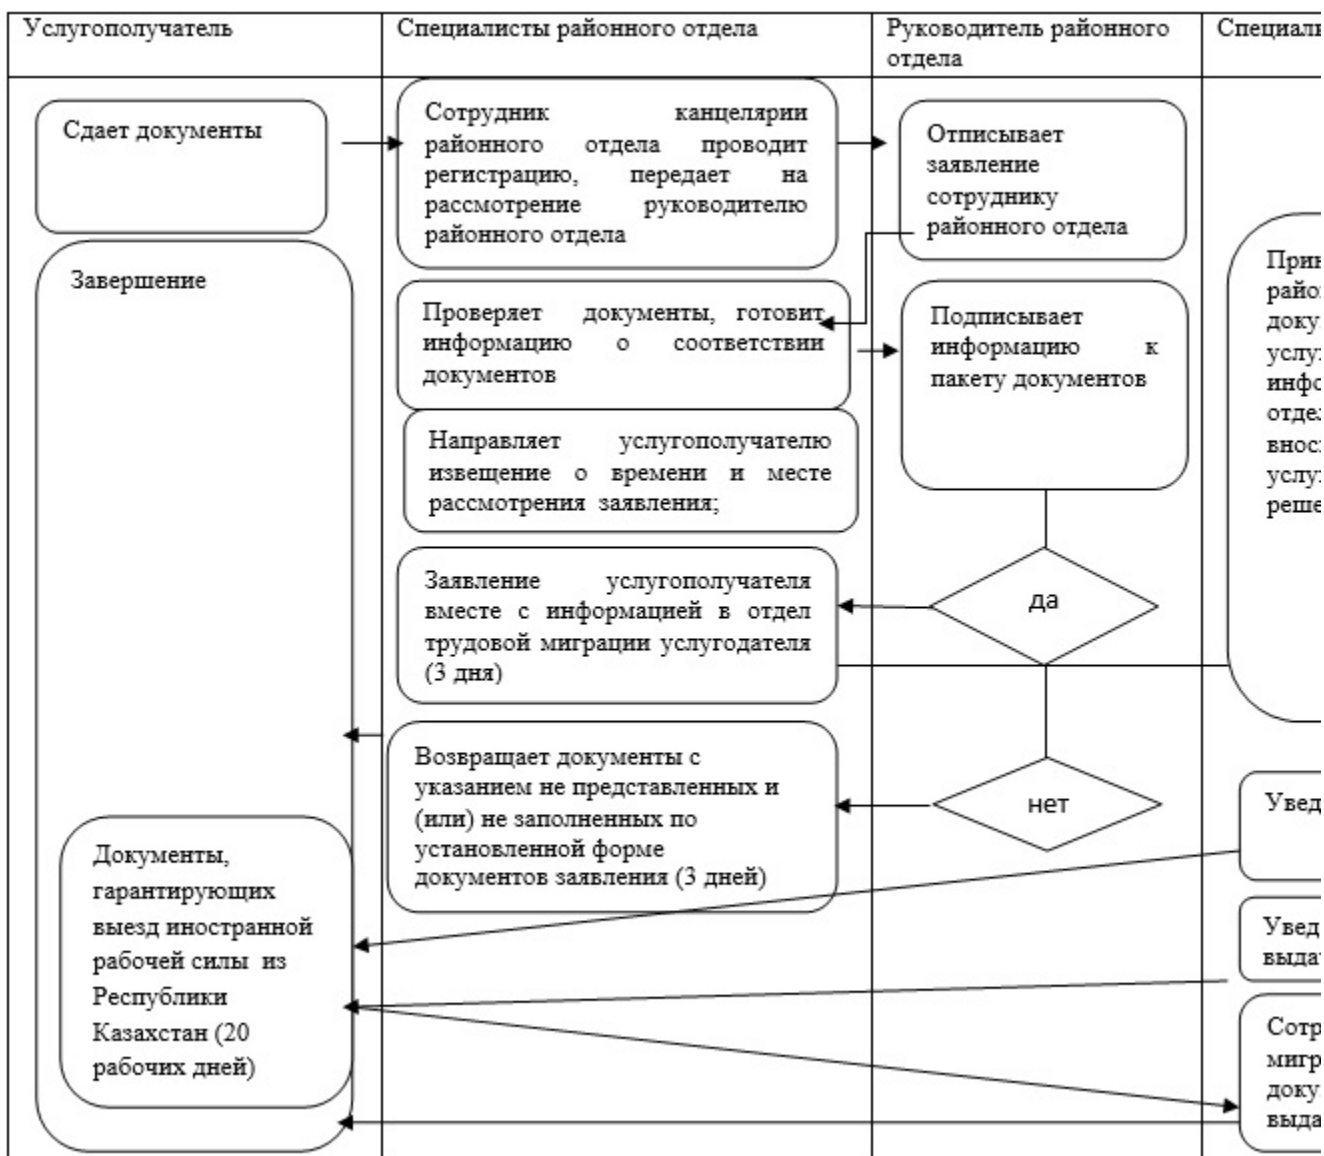 Услугополучатель
Специалисты районного отдела
Руководитель районного
отдела
Сдает документы
Сотрудник канцелярии
районного отдела проводит
регистрацию, передает на
рассмотрение руководителю
районного отдела
Отписывает
заявление
сотруднику
районного отдела
Завершение
Проверяет документы, готовит
информацию о соответствии
документов
Подписывает
информацию к
пакету документов
Направляет услугополучателю
извещение о времени и месте
рассмотрения заявления;
Заявление услугополучателя
вместе с информацией в отдел
трудовой миграции услугодателя
(3 дня)
да
Возвращает документы с
указанием не представленных и
(или) не заполненных по
установленной форме
документов заявления (3 дней)
нет
Документы,
гарантирующих
выезд иностранной
рабочей силы из
Республики
Казахстан (20
рабочих дней)